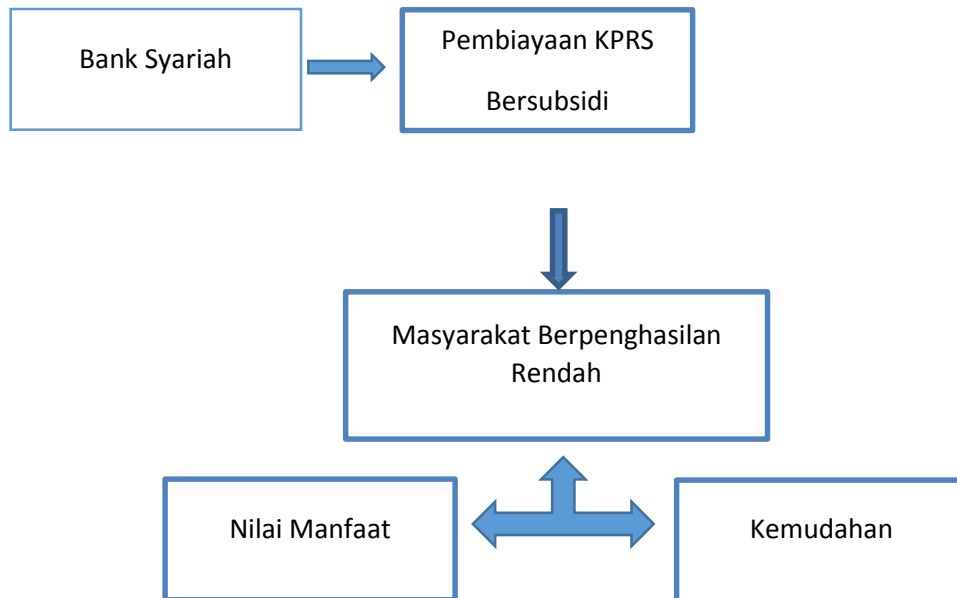 Bank Syariah
Pembiayaan KPRS
Bersubsidi
Masyarakat Berpenghasilan
Rendah
Nilai Manfaat
Kemudahan